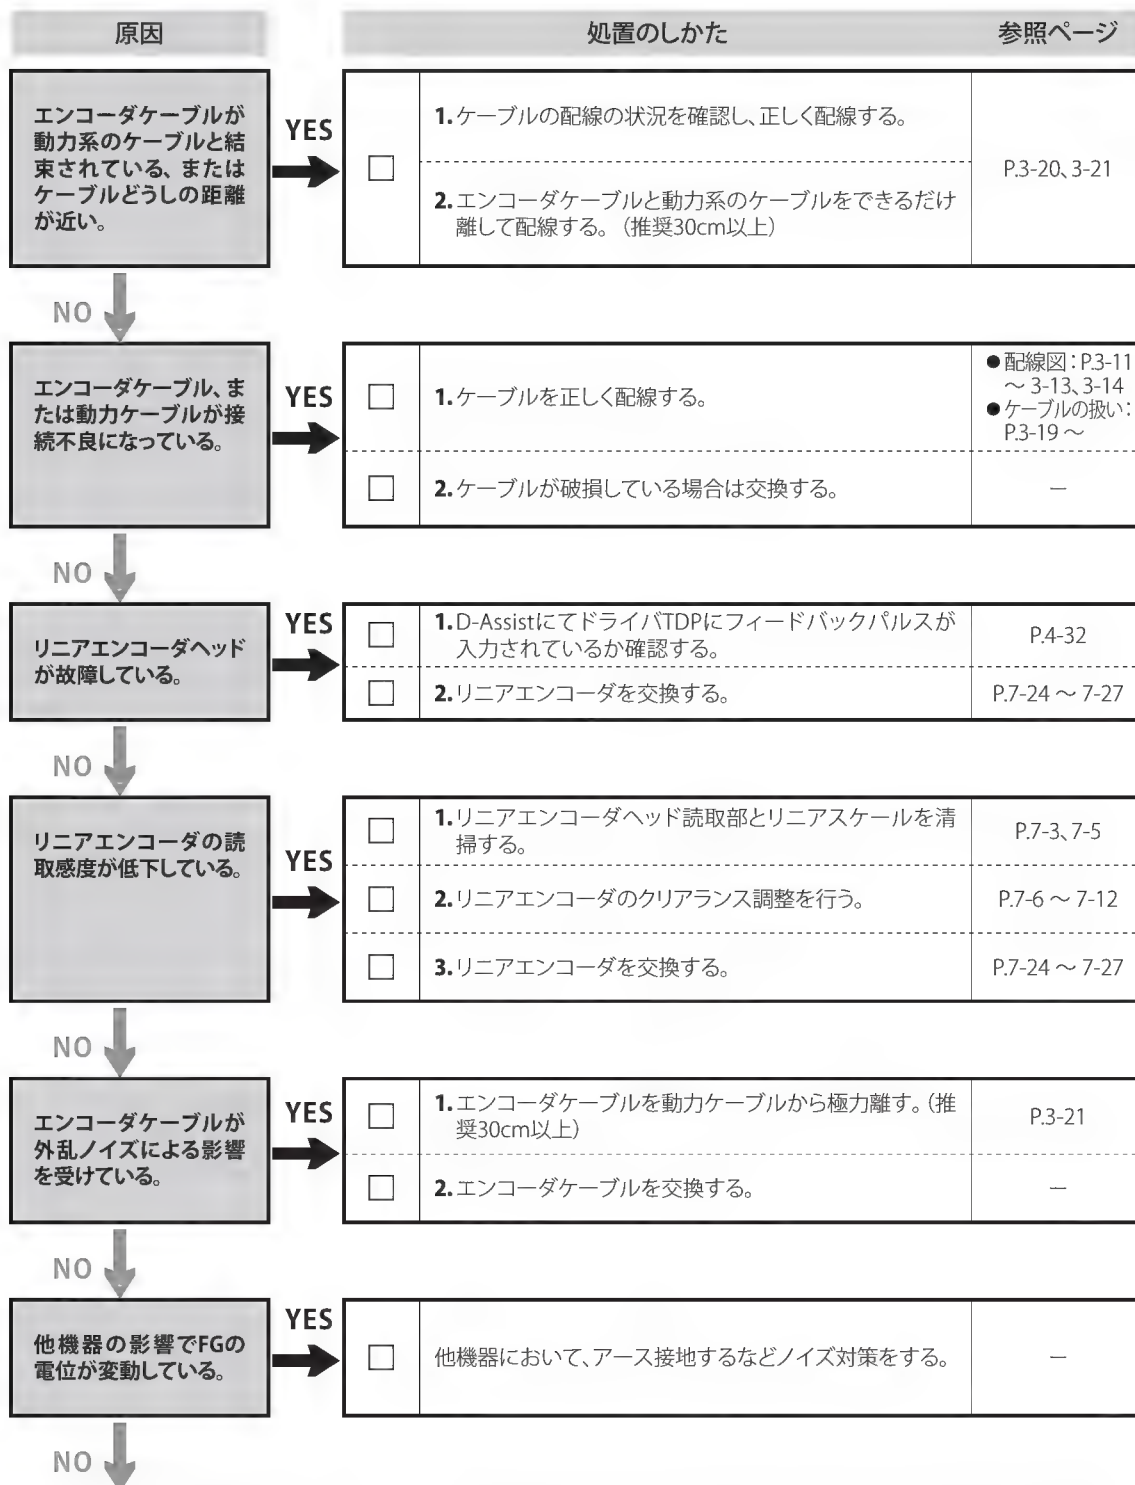 原因
処置のしかた
参照ページ
エンコーダケーブルが
動力系のケーブルと結
束されている、または
ケーブルどうしの距離
が近い。
YES
1.ケーブルの配線の状況を確認し、正しく配線する。
2.エンコーダケーブルと動力系のケーブルをできるだけ
離して配線する。（推奨30cm以上）
P.3-20、3-21
NO
エンコーダケーブル、ま
たは動力ケーブルが接
続不良になっている。
YES
1.ケーブルを正しく配線する。
●配線図：P.3-11
～3-13、3-14
●ケーブルの扱い：
P.3-19～
2.ケーブルが破損している場合は交換する。
－
NO
リニアエンコーダヘッド
が故障している。
YES
1.D-AssistにてドライバTDPにフィードバックパルスが
入力されているか確認する。
P.4-32
2.リニアエンコーダを交換する。
P.7-24～7-27
NO
リニアエンコーダの読
取感度が低下している。
YES
1.リニアエンコーダヘッド読取部とリニアスケールを清
掃する。
P.7-3、7-5
2.リニアエンコーダのクリアランス調整を行う。
P.7-6～7-12
3.リニアエンコーダを交換する。
P.7-24～7-27
NO
エンコーダケーブルが
外乱ノイズによる影響
を受けている。
YES
1.エンコーダケーブルを動力ケーブルから極力離す。（推
奨30cm以上）
P.3-21
2.エンコーダケーブルを交換する。
－
NO
他機器の影響でFGの
電位が変動している。
YES
他機器において、アース接地するなどノイズ対策をする。
－
NO